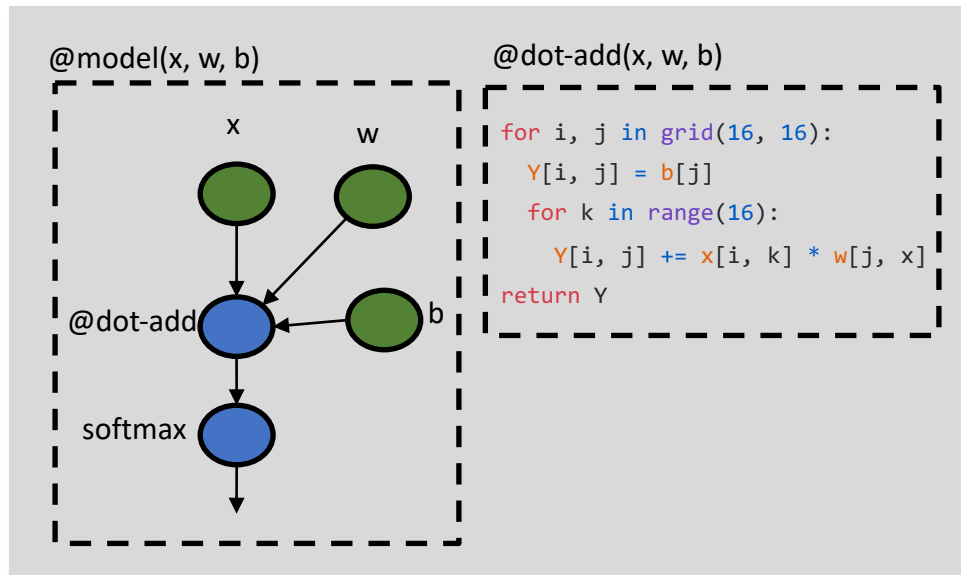 @model(x, w, b)
x
w
@dot-add
b
softmax
@dot-add(x, w, b)
for i, j in grid(16, 16):
Y[i, j] = b[j]
for k in range(16):
Y[i, j] += x[i, k] * w[j, x]
return Y